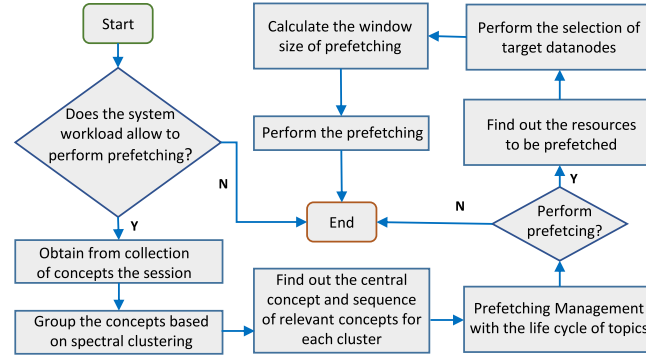 Start
Does the system
workload allow to
perform prefetching?
N
Y
Obtain from collection
of concepts the session
Group the concepts based
on spectral clustering
Find out the central
concept and sequence
of relevant concepts for
each cluster
Prefetching Management
with the life cycle of topics
Perform
prefetcing?
N
Y
Find out the resources
to be prefetched
Perform the selection of
target datanodes
Calculate the window
size of prefetching
Perform the prefetching
End